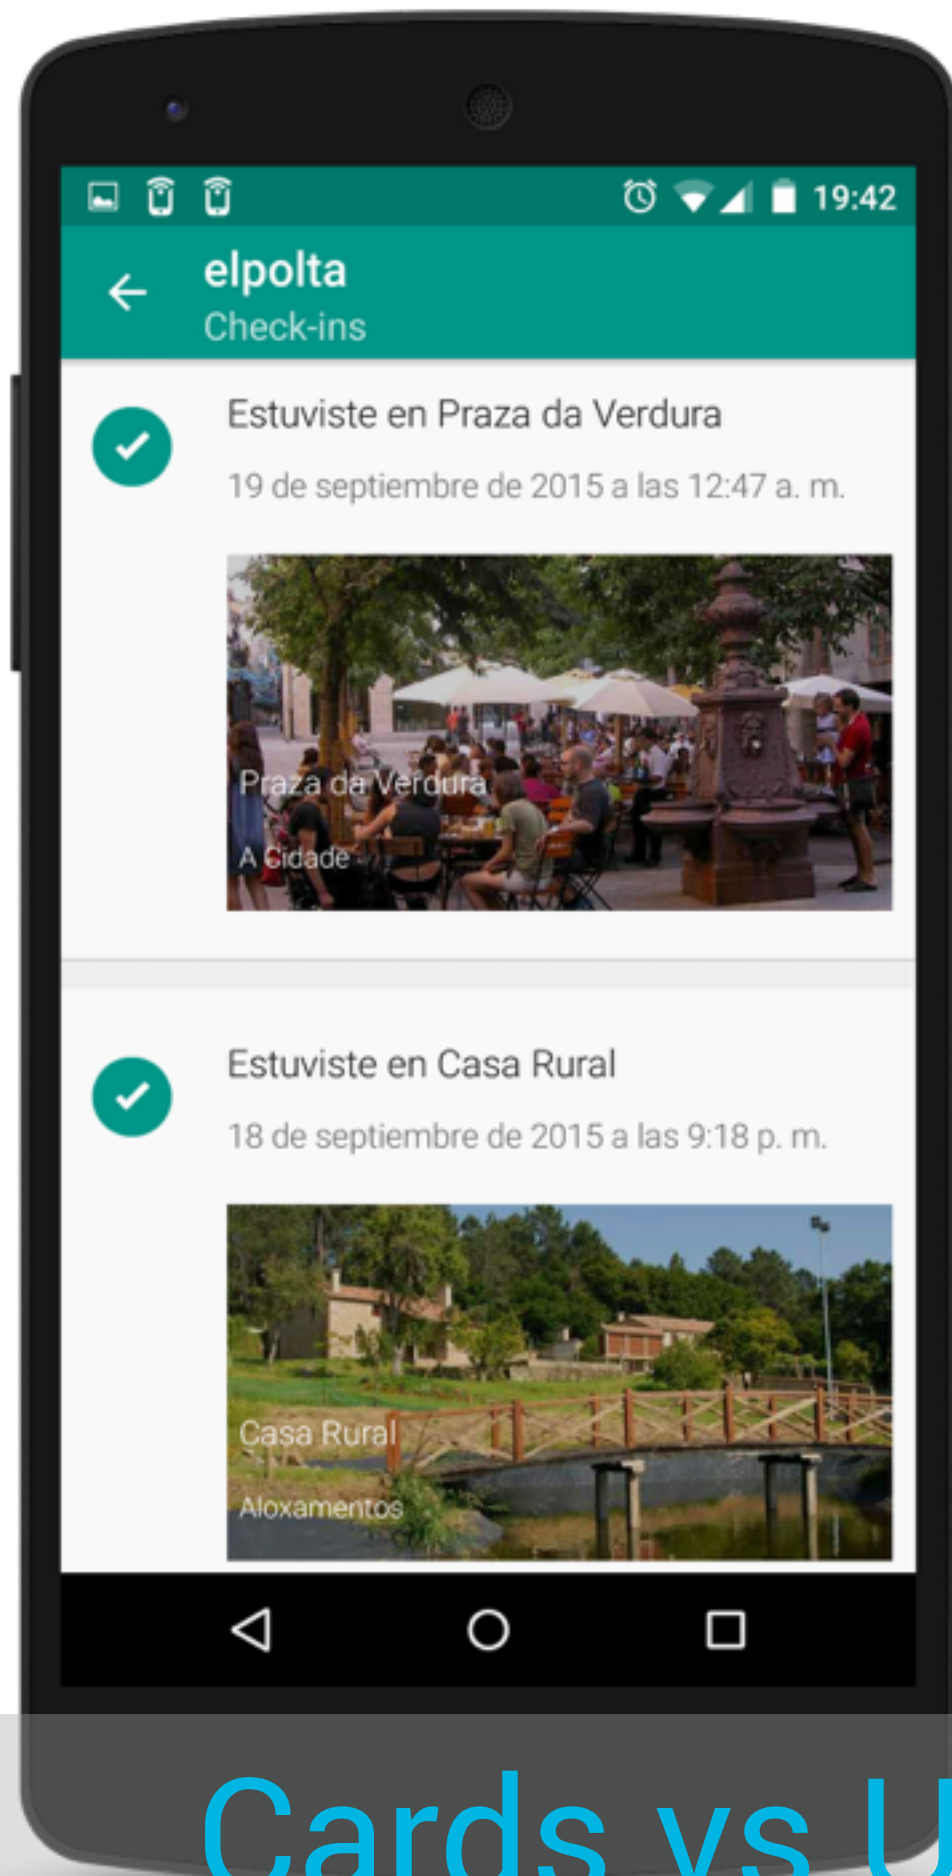 19:42
elpolta
Check-ins
Estuviste en Praza da Verdura
19 de septiembre de 2015 a las 12:47 a. m.
Praza da Verdura
A Cidade
Estuviste en Casa Rural
18 de septiembre de 2015 a las 9:18 p. m.
Casa Rural
Aloxamentos
Cards vs U